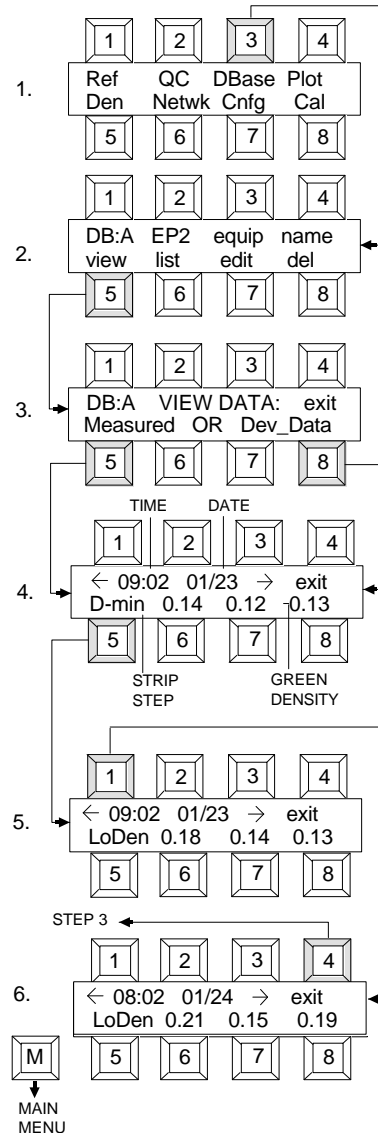 1 2 3 4
1.
Ref QC DBase Plot
Den Netwk Cnfg Cal
5 6 7 8
1 2 3 4
2.
DB:A EP2 equip name
view list edit del
5 6 7 8
1 2 3 4
3.
DB:A VIEW DATA: exit
Measured OR Dev_Data
5 6 7 8
TIME DATE
1 2 3 4
4.
← 09:02 01/23 → exit
D-min 0.14 0.12 0.13
5 6 7 8
STRIP STEP
GREEN DENSITY
1 2 3 4
5.
← 09:02 01/23 → exit
LoDen 0.18 0.14 0.13
5 6 7 8
STEP 3
1 2 3 4
6.
← 08:02 01/24 → exit
LoDen 0.21 0.15 0.19
M 5 6 7 8
MAIN
MENU